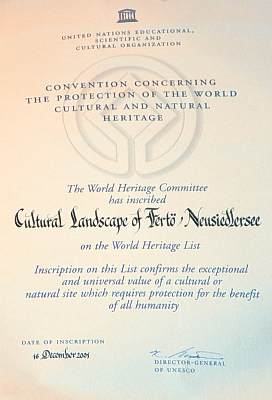 UNITED NATIONS EDUCATIONAL,
SCIENTIFIC AND
CULTURAL ORGANIZATION
CONVENTION CONCERNING
THE PROTECTION OF THE WORLD
CULTURAL AND NATURAL
HERITAGE
The World Heritage Committee
has inscribed
Cultural Landscape of Fertö / Neusiedlersee
on the World Heritage List
Inscription on this List confirms the exceptional
and universal value of a cultural or
natural site which requires protection for the benefit
of all humanity
DATE OF INSCRIPTION
16 December 2001
DIRECTOR-GENERAL
OF UNESCO